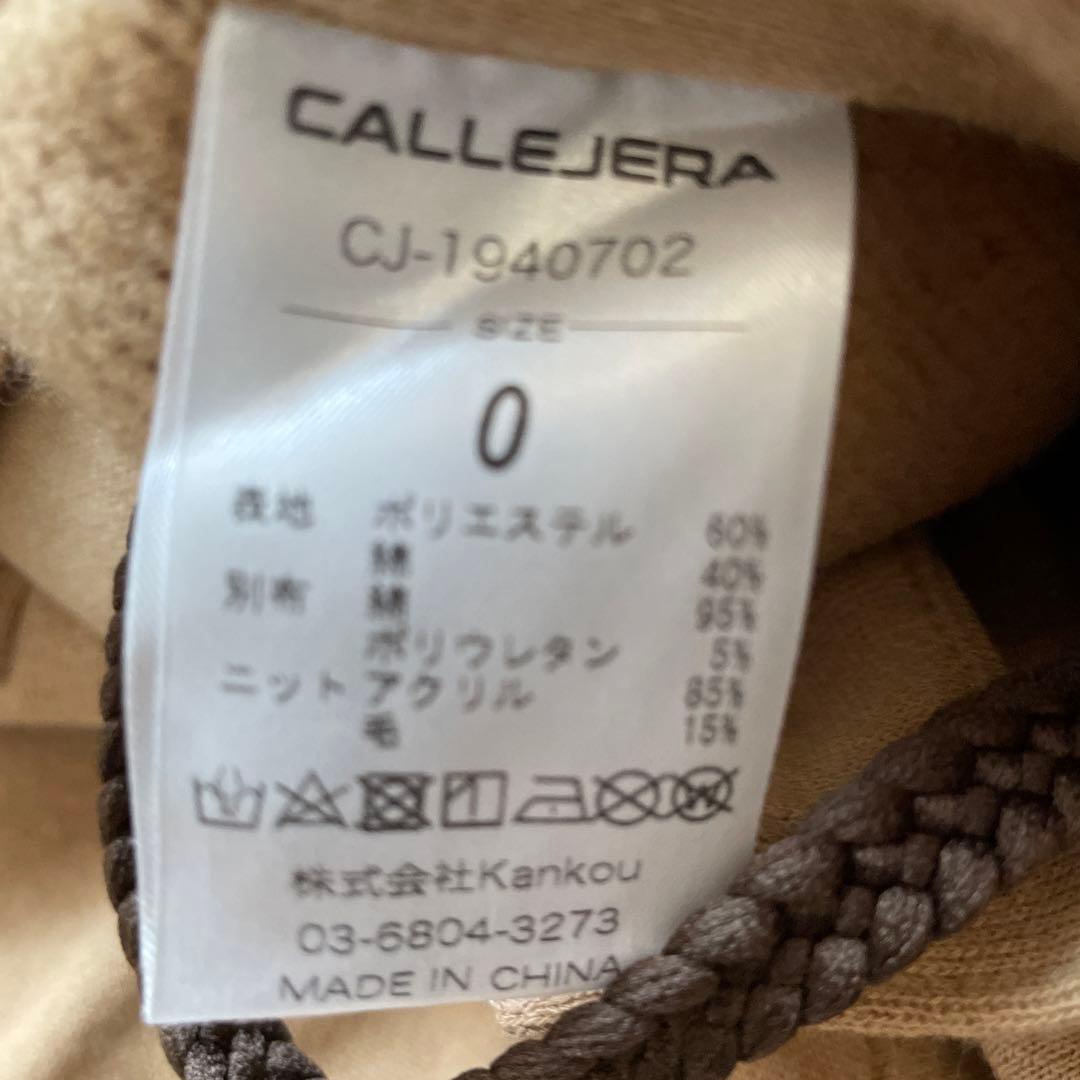 CALLEJERA
CJ-1940702
SIZE
0
表地 ポリエステル 60%
綿 40%
別布 綿 95%
ポリウレタン 5%
ニット アクリル 85%
毛 15%
株式会社Kankou
03-6804-3273
MADE IN CHINA